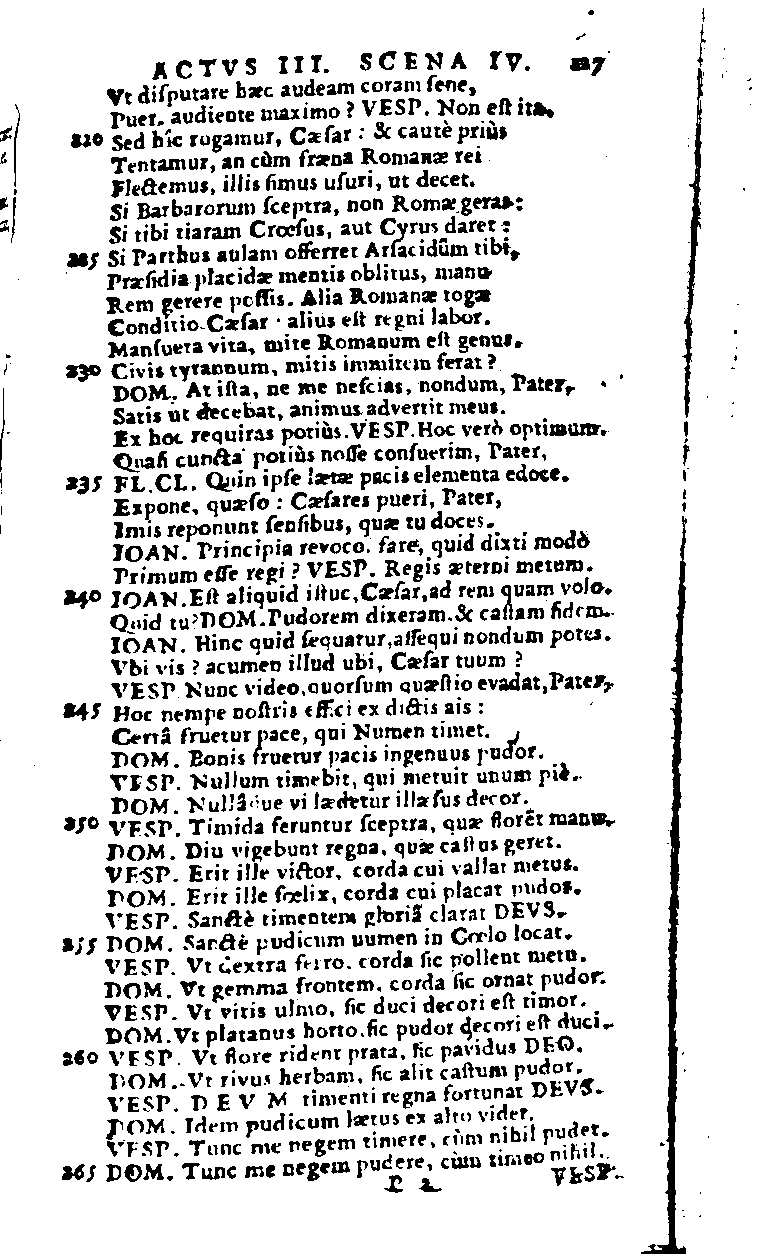 ACTVS III. SCENA IV. 227
Vt disputare hæc audeam coram sene,
Puer, audiente maximo? VESP. Non est ita,
220 Sed hîc rogamur, Cæsar: & cautè priùs
Tentamur, an cùm fræna Romanæ rei
Flectemus, illis simus usuri, ut decet.
Si Barbarorum sceptra, non Romæ geras:
Si tibi tiaram Crœsus, aut Cyrus daret:
225 Si Parthus aulam offerret Arsacidûm tibi,
Præsidia placidæ mentis oblitus, manu
Rem gerere possis. Alia Romanæ togæ
Conditio Cæsar · alius est regni labor.
Mansueta vita, mite Romanum est genus.
230 Civis tyrannum, mitis immitem ferat?
DOM. At ista, ne me nescias, nondum, Pater,
Satis ut decebat, animus advertit meus.
Ex hoc requiras potiùs. VESP. Hoc verò optimum.
Quasi cuncta potiùs nosse consuerim, Pater,
235 FL. CL. Quin ipse lætæ pacis elementa edoce.
Expone, quæso: Cæsares pueri, Pater,
Imis reponunt sensibus, quæ tu doces.
IOAN. Principia revoco. fare, quid dixti modò
Primum esse regi? VESP. Regis æterni metum.
240 IOAN. Est aliquid istuc, Cæsar, ad rem quam volo.
Quid tu? DOM. Pudorem dixeram. & castam fidem.
IOAN. Hinc quid sequatur, assequi nondum potes.
Vbi vis? acumen illud ubi, Cæsar tuum?
VESP Nunc video, quorsum quæstio evadat, Pater,
245 Hoc nempe nostris effici ex dictis ais:
Certâ fruetur pace, qui Numen timet.
DOM. Bonis fruetur pacis ingenuus pudor.
VESP. Nullum timebit, qui metuit unum piè.
DOM. Nullâque vi lædetur illæsus decor.
250 VESP. Timida feruntur sceptra, quæ florēt manu.
DOM. Diu vigebunt regna, quæ castus geret.
VESP. Erit ille victor, corda cui vallat metus.
DOM. Erit ille fœlix, corda cui placat pudor.
VESP. Sanctè timentem gloriâ clarat DEVS.
255 DOM. Sanctè pudicum numen in Cœlo locat.
VESP. Vt dextra ferro, corda sic pollent metu.
DOM. Vt gemma frontem, corda sic ornat pudor.
VESP. Vt vitis ulmo, sic duci decori est timor.
DOM. Vt platanus horto, sic pudor decori est duci.
260 VESP. Vt flore rident prata, sic pavidus DEO.
DOM. Vt rivus herbam, sic alit castum pudor.
VESP. DEVM timenti regna fortunat DEVS.
DOM. Idem pudicum lætus ex alto videt.
VESP. Tunc me negem timere, cùm nihil pudet.
265 DOM. Tunc me negem pudere, cùm timeo nihil.
P 2 VESP.